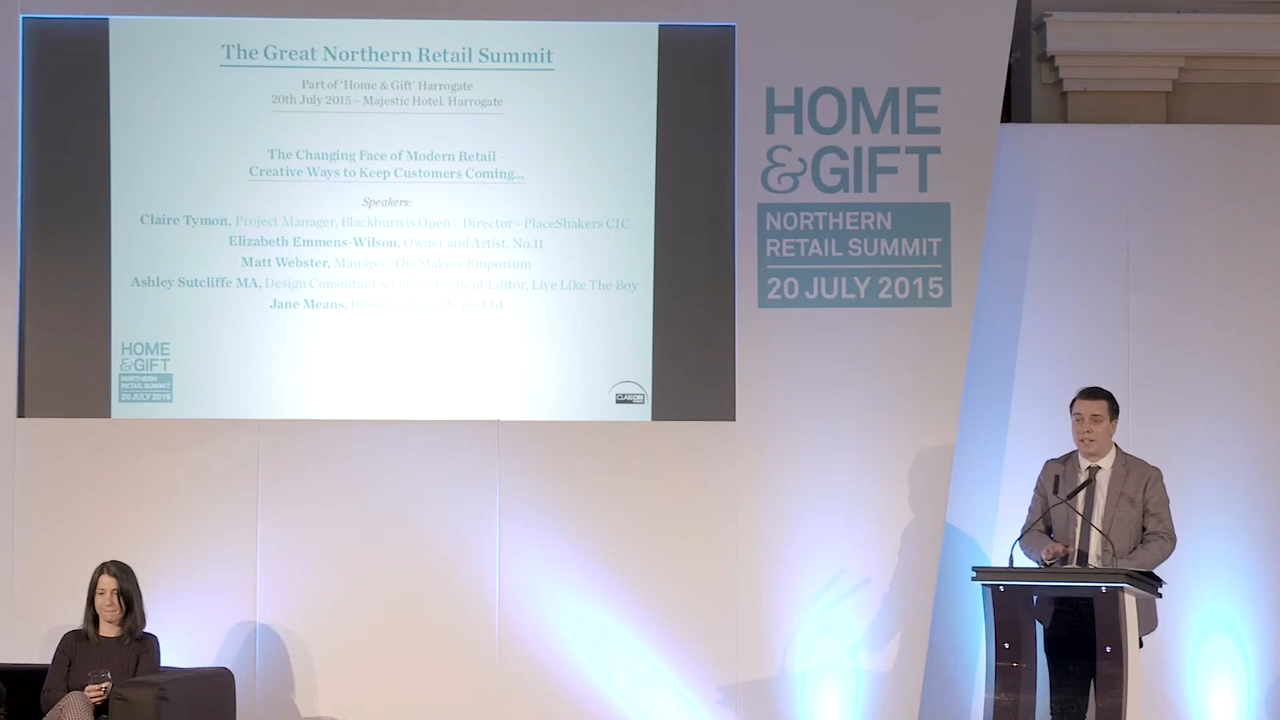 The Great Northern Retail Summit
Part of 'Home & Gift' Harrogate
20th July 2015 – Majestic Hotel, Harrogate
The Changing Face of Modern Retail –
Creative Ways to Keep Customers Coming...
Speakers:
Claire Tymon, Project Manager, Blackburn is Open / Director - PlaceShakers CIC
Elizabeth Emmens-Wilson, Owner and Artist, No.11
Matt Webster, Manager, The Makers Emporium
Ashley Sutcliffe MA, Design Consultant & Content Editor, Live Like The Boy
Jane Means,
HOME
&GIFT
NORTHERN
RETAIL SUMMIT
20 JULY 2015
CLARION
HOME
&GIFT
NORTHERN
RETAIL SUMMIT
20 JULY 2015